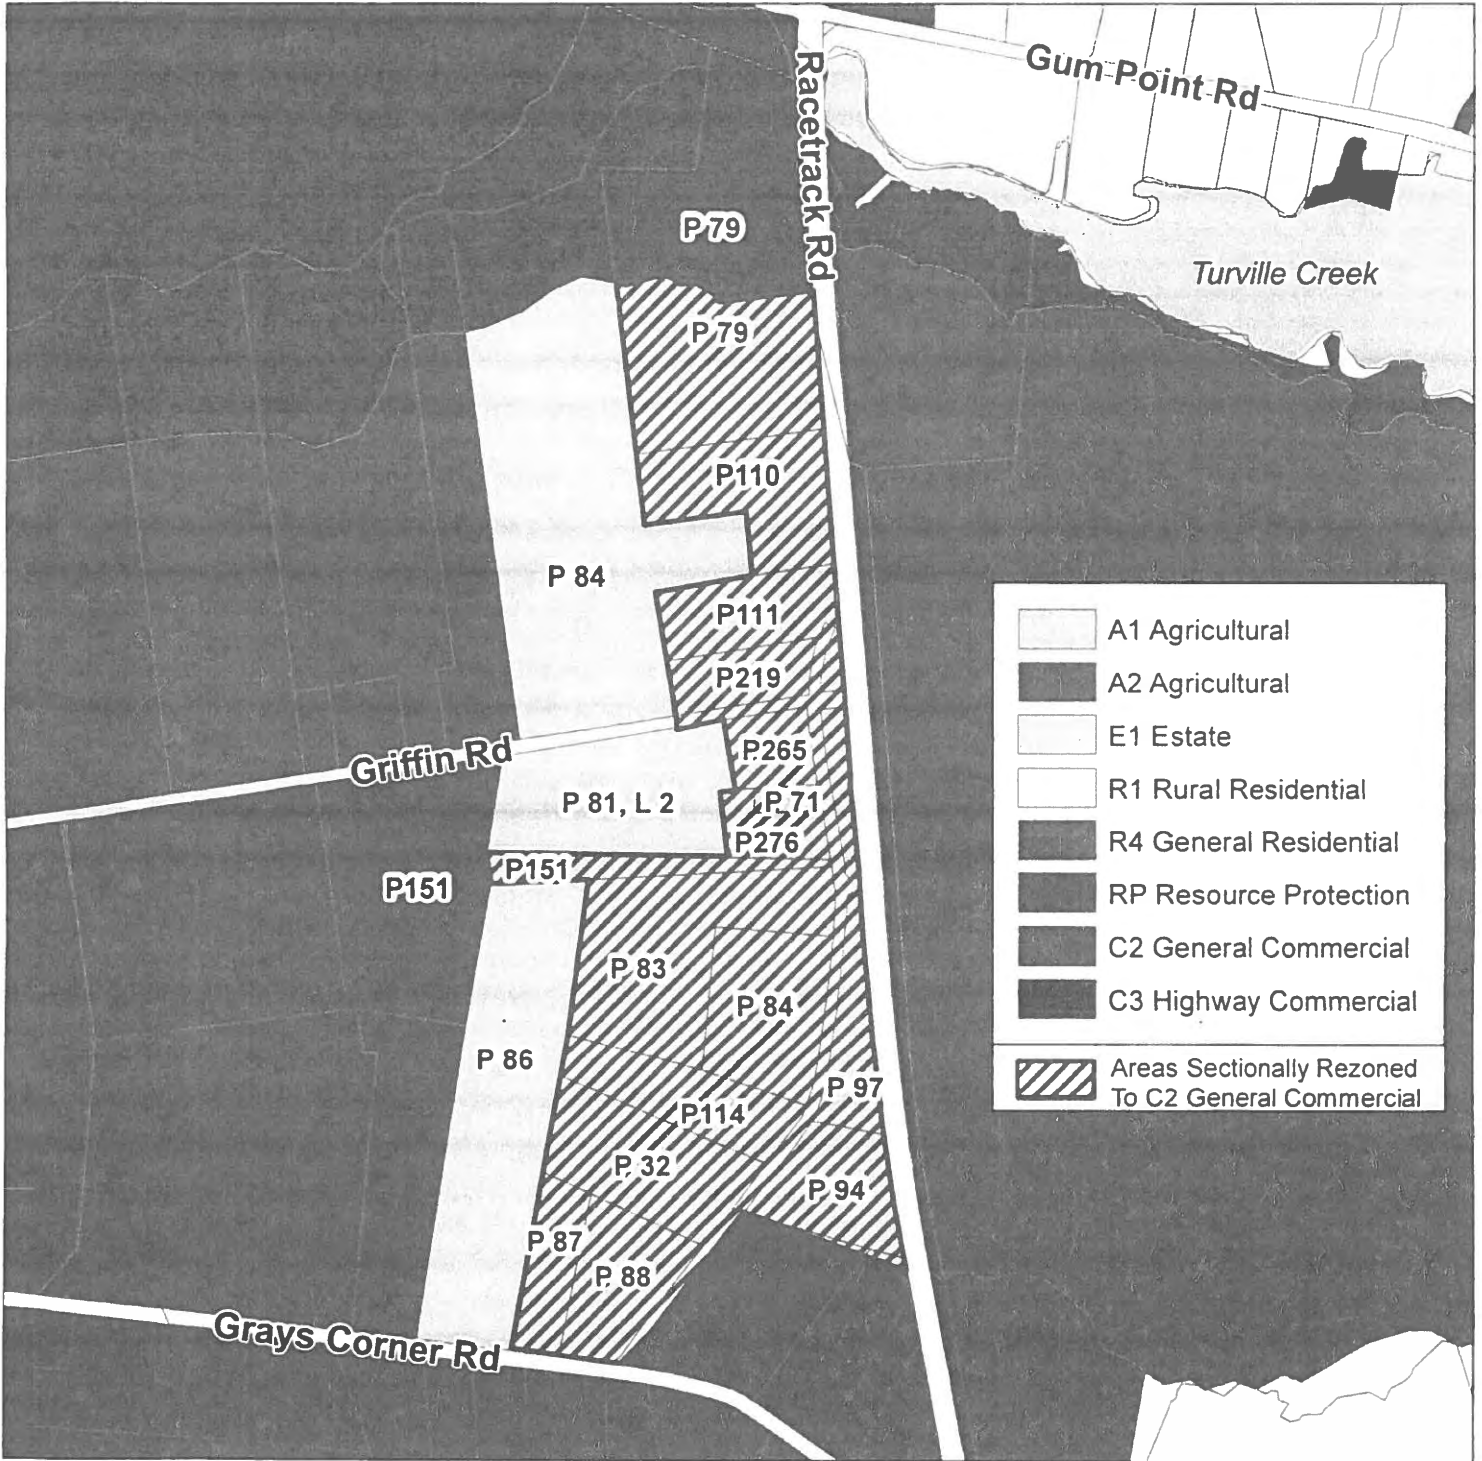 Gum Point Rd
Racetrack Rd
P 79
Turville Creek
P 79
P110
P 84
P111
P219
Griffin Rd
P265
P 81, L 2
P 71
P276
P151
P151
P 83
P 84
P 86
P 97
P114
P 32
P 94
P 87
P 88
Grays Corner Rd
A1 Agricultural
A2 Agricultural
E1 Estate
R1 Rural Residential
R4 General Residential
RP Resource Protection
C2 General Commercial
C3 Highway Commercial
Areas Sectionally Rezoned
To C2 General Commercial